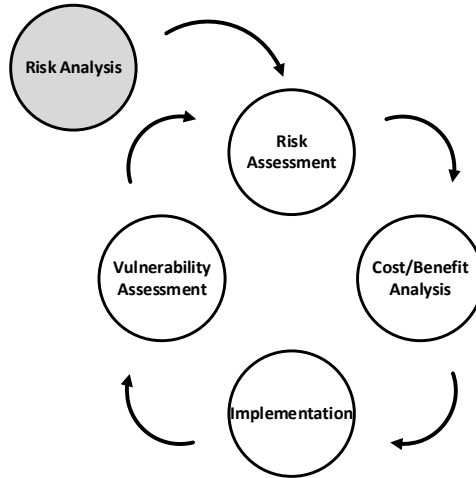 Risk Analysis
Risk
Assessment
Vulnerability
Assessment
Cost/Benefit
Analysis
Implementation